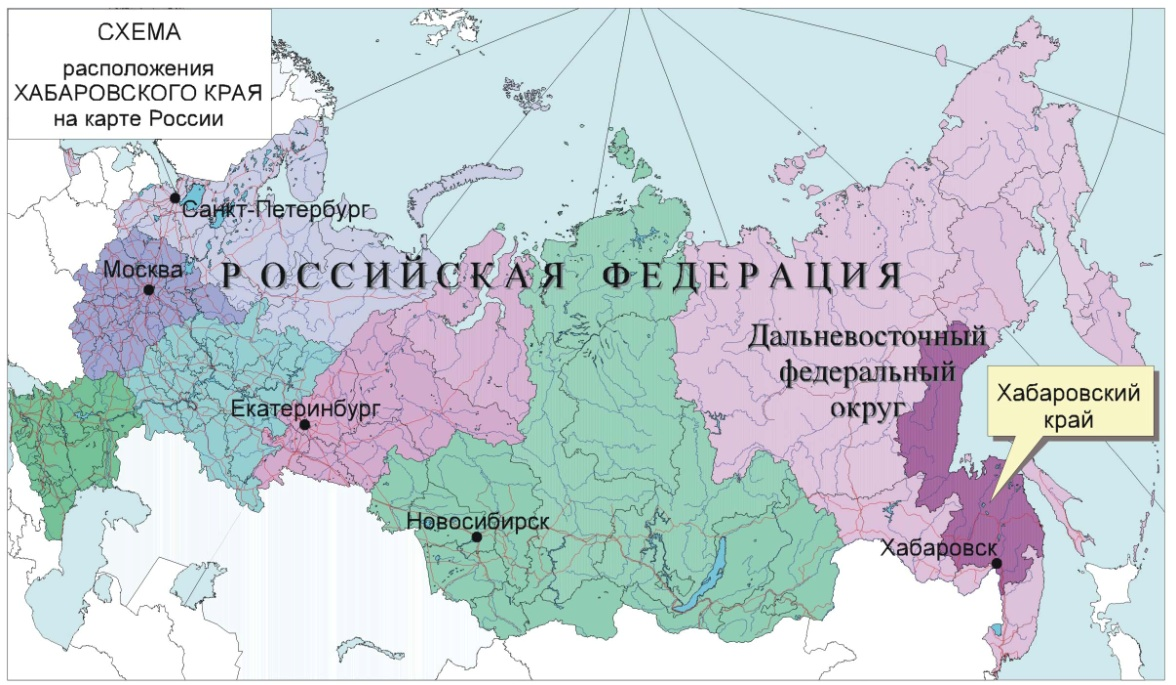 СХЕМА
расположения
ХАБАРОВСКОГО КРАЯ
на карте России
Санкт-Петербург
Москва
РОССИЙСКАЯ ФЕДЕРАЦИЯ
Дальневосточный
федеральный
округ
Хабаровский
край
Екатеринбург
Новосибирск
Хабаровск